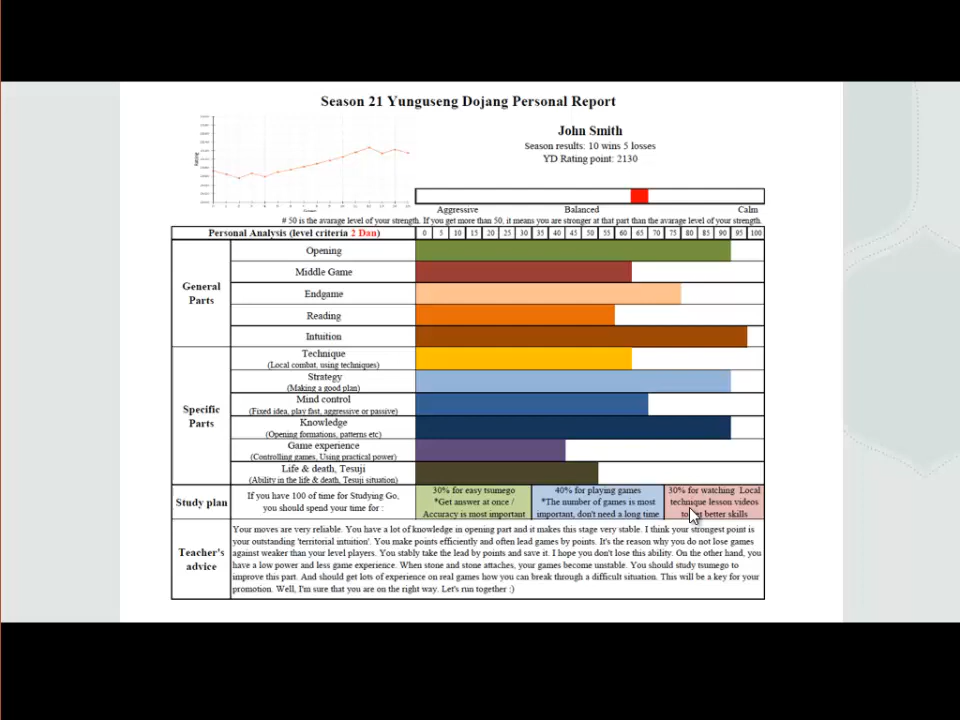 Season 21 Yunguseng Dojang Personal Report
John Smith
Season results: 10 wins 5 losses
YD Rating point: 2130
Rating
Aggressive Balanced Calm
# 50 is the avarage level of your strength. If you get more than 50, it means you are stronger at that part than the avarage level of your strength.
Personal Analysis (level criteria 2 Dan) 0 5 10 15 20 25 30 35 40 45 50 55 60 65 70 75 80 85 90 95 100
General
Parts
Opening
Middle Game
Endgame
Reading
Intuition
Specific
Parts
Technique
(Local combat, using techniques)
Strategy
(Making a good plan)
Mind control
(Fixed idea, play fast, aggressive or passive)
Knowledge
(Opening formations, patterns etc)
Game experience
(Controlling games, Using practical power)
Life & death, Tesuji
(Ability in the life & death, Tesuji situation)
Study plan
If you have 100 of time for Studying Go,
you should spend your time for :
30% for easy tsumego
*Get answer at once /
Accuracy is most important
40% for playing games
*The number of games is most
important, don't need a long time
30% for watching Local
technique lesson videos
better skills
Teacher's
advice
Your moves are very reliable. You have a lot of knowledge in opening part and it makes this stage very stable. I think your strongest point is
your outstanding 'territorial intuition'. You make points efficiently and often lead games by points. It's the reason why you do not lose games
against weaker than your level players. You stably take the lead by points and save it. I hope you don't lose this ability. On the other hand, you
have a low power and less game experience. When stone and stone attaches, your games become unstable. You should study tsumego to
improve this part. And should get lots of experience on real games how you can break through a difficult situation. This will be a key for your
promotion. Well, I'm sure that you are on the right way. Let's run together :)